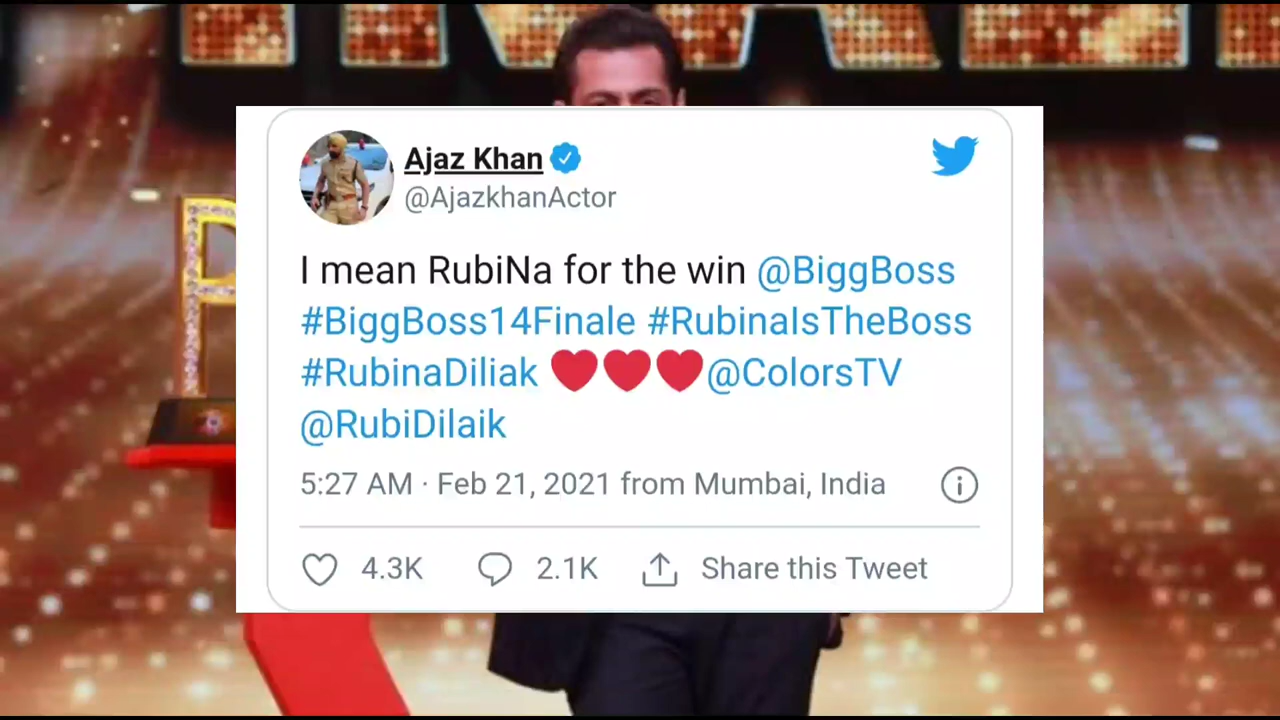 Ajaz Khan
@AjazkhanActor
I mean RubiNa for the win @BiggBoss
#BiggBoss14Finale #RubinaIsTheBoss
#RubinaDiliak ❤❤❤@ColorsTV
@RubiDilaik
5:27 AM · Feb 21, 2021 from Mumbai, India
4.3K 2.1K Share this Tweet